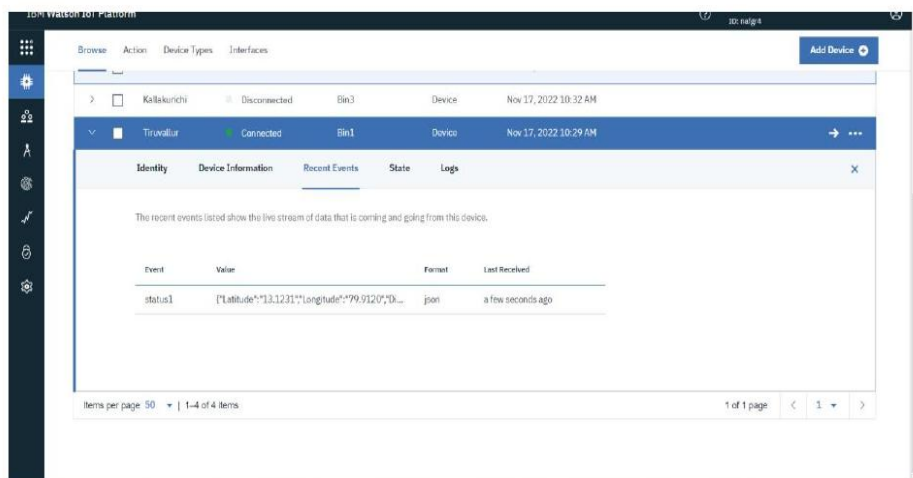 IBM Watson IoT Platform
ID: nalgr4
Browse Action Device Types Interfaces Add Device
Kallakurichi Disconnected Bin3 Device Nov 17, 2022 10:32 AM
Tiruvallur Connected Bin1 Device Nov 17, 2022 10:29 AM
Identity Device Information Recent Events State Logs
The recent events listed show the live stream of data that is coming and going from this device.
Event Value Format Last Received
status1 {"Latitude":"13.1231","Longitude":"79.9120","Di... json a few seconds ago
Items per page 50 | 1–4 of 4 items 1 of 1 page 1